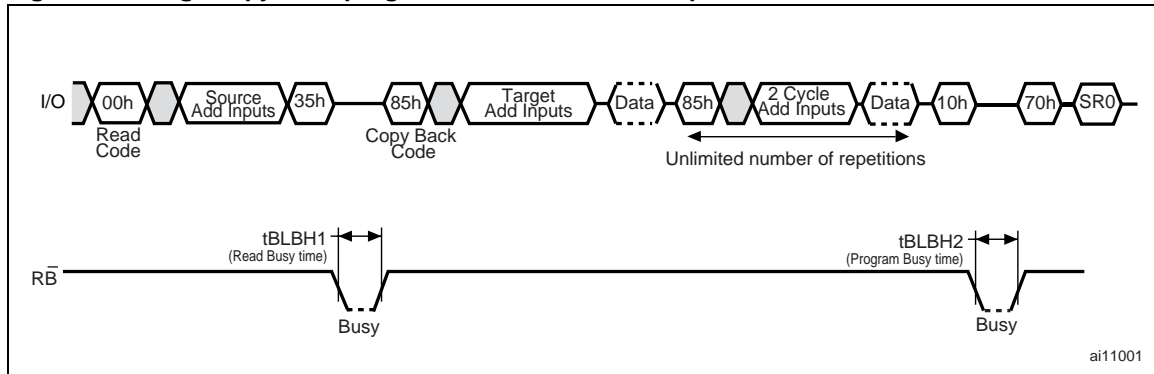 I/O 00h Source Add Inputs 35h 85h Target Add Inputs Data 85h 2 Cycle Add Inputs Data 10h 70h SR0
Read Code
Copy Back Code
Unlimited number of repetitions
tBLBH1
(Read Busy time)
tBLBH2
(Program Busy time)
RB
Busy
Busy
ai11001